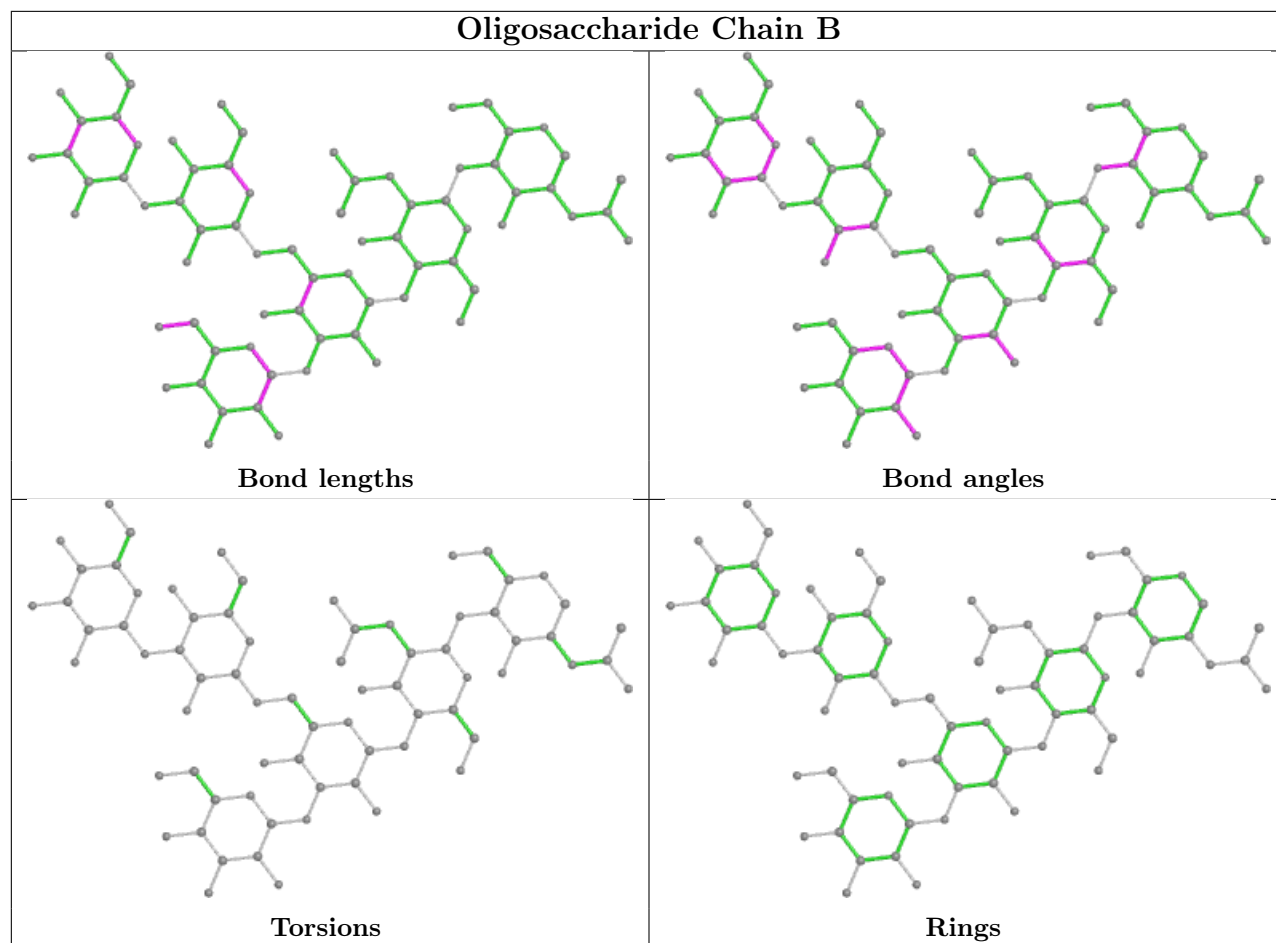 Oligosaccharide Chain B
Bond lengths
Bond angles
Torsions
Rings